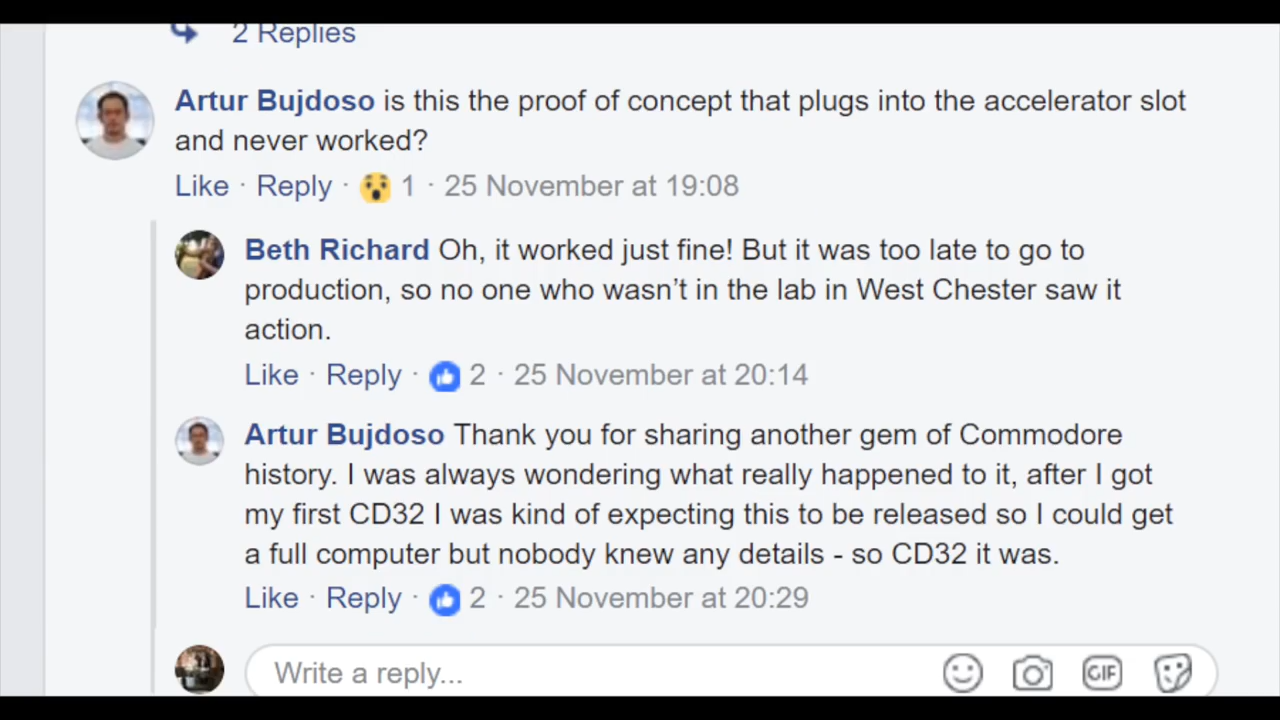 2 Replies
Artur Bujdoso is this the proof of concept that plugs into the accelerator slot
and never worked?
Like · Reply · 1 · 25 November at 19:08
Beth Richard Oh, it worked just fine! But it was too late to go to
production, so no one who wasn’t in the lab in West Chester saw it
action.
Like · Reply · 2 · 25 November at 20:14
Artur Bujdoso Thank you for sharing another gem of Commodore
history. I was always wondering what really happened to it, after I got
my first CD32 I was kind of expecting this to be released so I could get
a full computer but nobody knew any details - so CD32 it was.
Like · Reply · 2 · 25 November at 20:29
Write a reply...
GIF